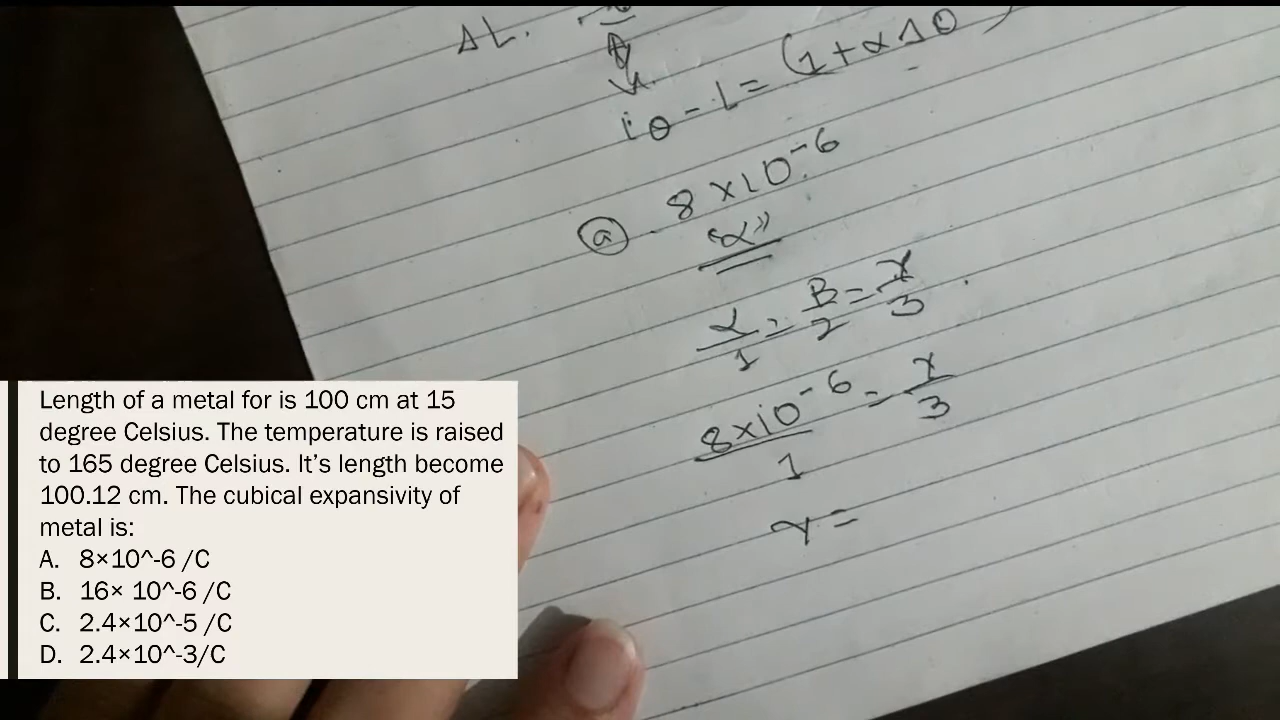 ΔL.
iθ - L = (1+αΔθ)
(a) 8×10^-6
"α"
α/1 = B/2 = γ/3
8×10^-6/1 = γ/3
γ =
Length of a metal for is 100 cm at 15
degree Celsius. The temperature is raised
to 165 degree Celsius. It's length become
100.12 cm. The cubical expansivity of
metal is:
A. 8×10^-6 /C
B. 16× 10^-6 /C
C. 2.4×10^-5 /C
D. 2.4×10^-3/C